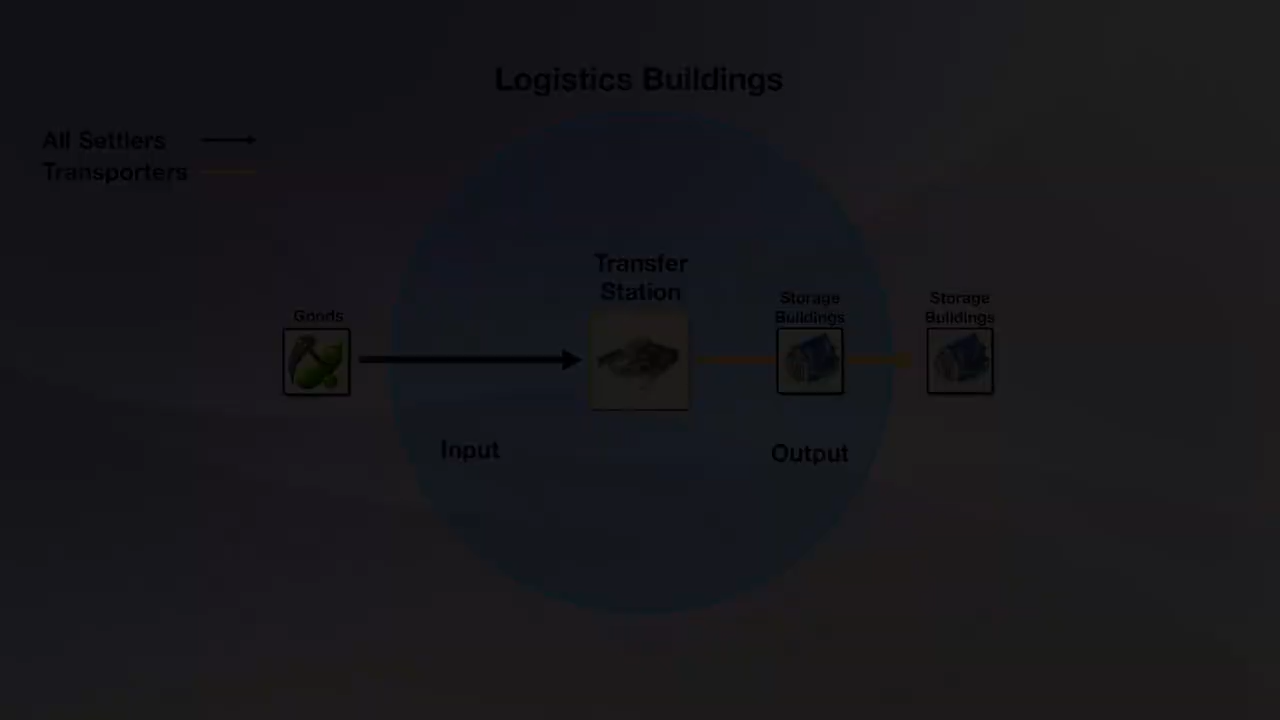 Logistics Buildings
All Settlers
Transporters
Transfer
Station
Goods
Storage
Buildings
Storage
Buildings
Input
Output